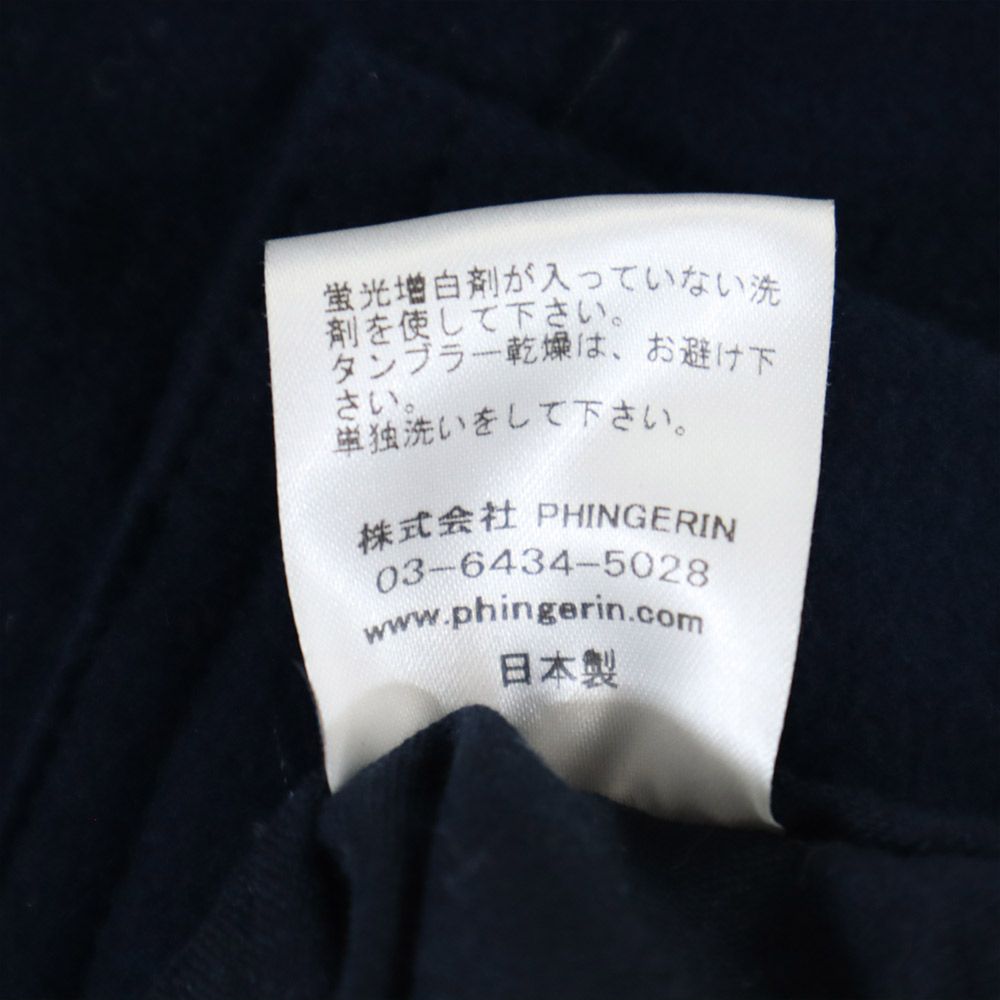 蛍光増白剤が入っていない洗
剤を使して下さい。
タンブラー乾燥は、お避け下
さい。
単独洗いをして下さい。
株式会社 PHINGERIN
03-6434-5028
www.phingerin.com
日本製